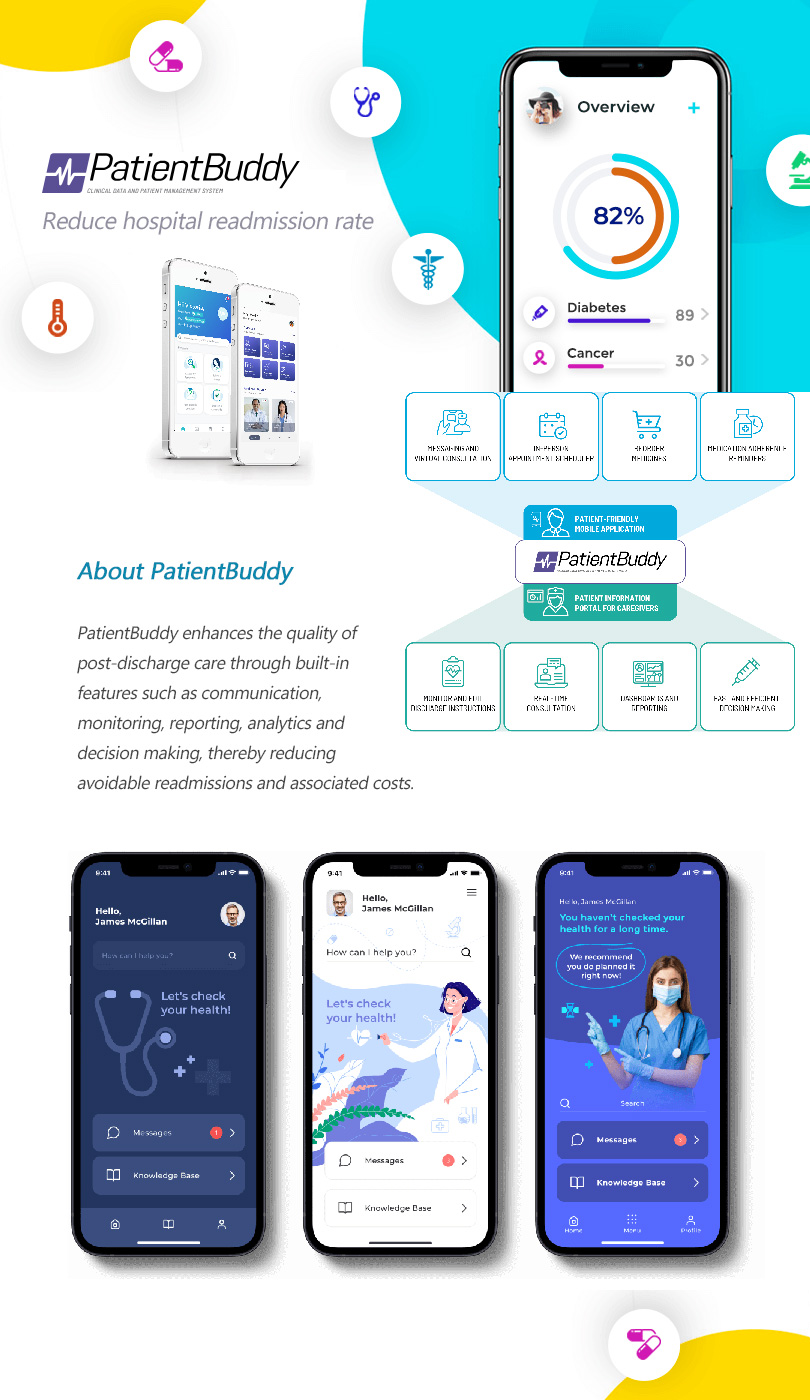 PatientBuddy
CLINICAL DATA AND PATIENT MANAGEMENT SYSTEM
Reduce hospital readmission rate
Overview
82%
Diabetes
89
Cancer
30
MESSAGING AND
VIRTUAL CONSULTATION
IN-PERSON
APPOINTMENT SCHEDULER
REORDER
MEDICINES
MEDICATION ADHERENCE
REMINDERS
PATIENT-FRIENDLY
MOBILE APPLICATION
PatientBuddy
PATIENT INFORMATION
PORTAL FOR CAREGIVERS
MONITOR AND EDIT
DISCHARGE INSTRUCTIONS
REAL-TIME
CONSULTATION
DASHBOARDS AND
REPORTING
FAST AND EFFICIENT
DECISION MAKING
About PatientBuddy
PatientBuddy enhances the quality of
post-discharge care through built-in
features such as communication,
monitoring, reporting, analytics and
decision making, thereby reducing
avoidable readmissions and associated costs.
9:41
Hello,
James McGillan
How can I help you?
Let's check
your health!
Messages
1
Knowledge Base
9:41
Hello,
James McGillan
How can I help you?
Let's check
your health!
Messages
Knowledge Base
9:41
Hello, James McGillan
You haven't checked your
health for a long time.
We recommend
you do planned it
right now!
Search
Messages
Knowledge Base
Home
Menu
Profile